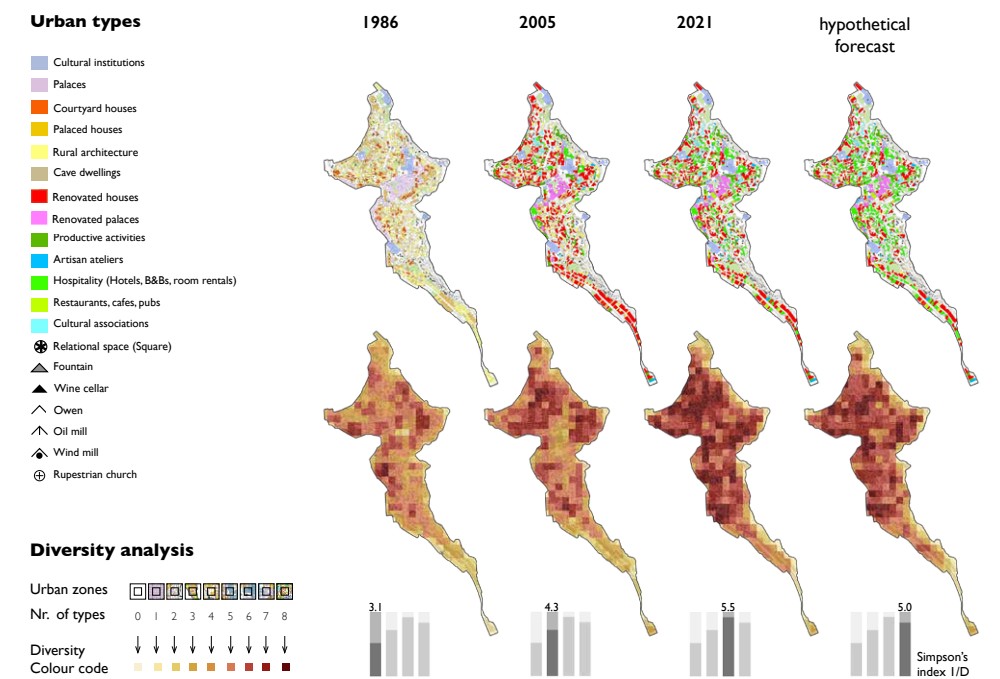 Urban types
1986
2005
2021
hypothetical
forecast
Cultural institutions
Palaces
Courtyard houses
Palaced houses
Rural architecture
Cave dwellings
Renovated houses
Renovated palaces
Productive activities
Artisan ateliers
Hospitality (Hotels, B&Bs, room rentals)
Restaurants, cafes, pubs
Cultural associations
Relational space (Square)
Fountain
Wine cellar
Owen
Oil mill
Wind mill
Rupestrian church
Diversity analysis
Urban zones
Nr. of types
0 1 2 3 4 5 6 7 8
Diversity
Colour code
3.1
4.3
5.5
5.0
Simpson's
index 1/D